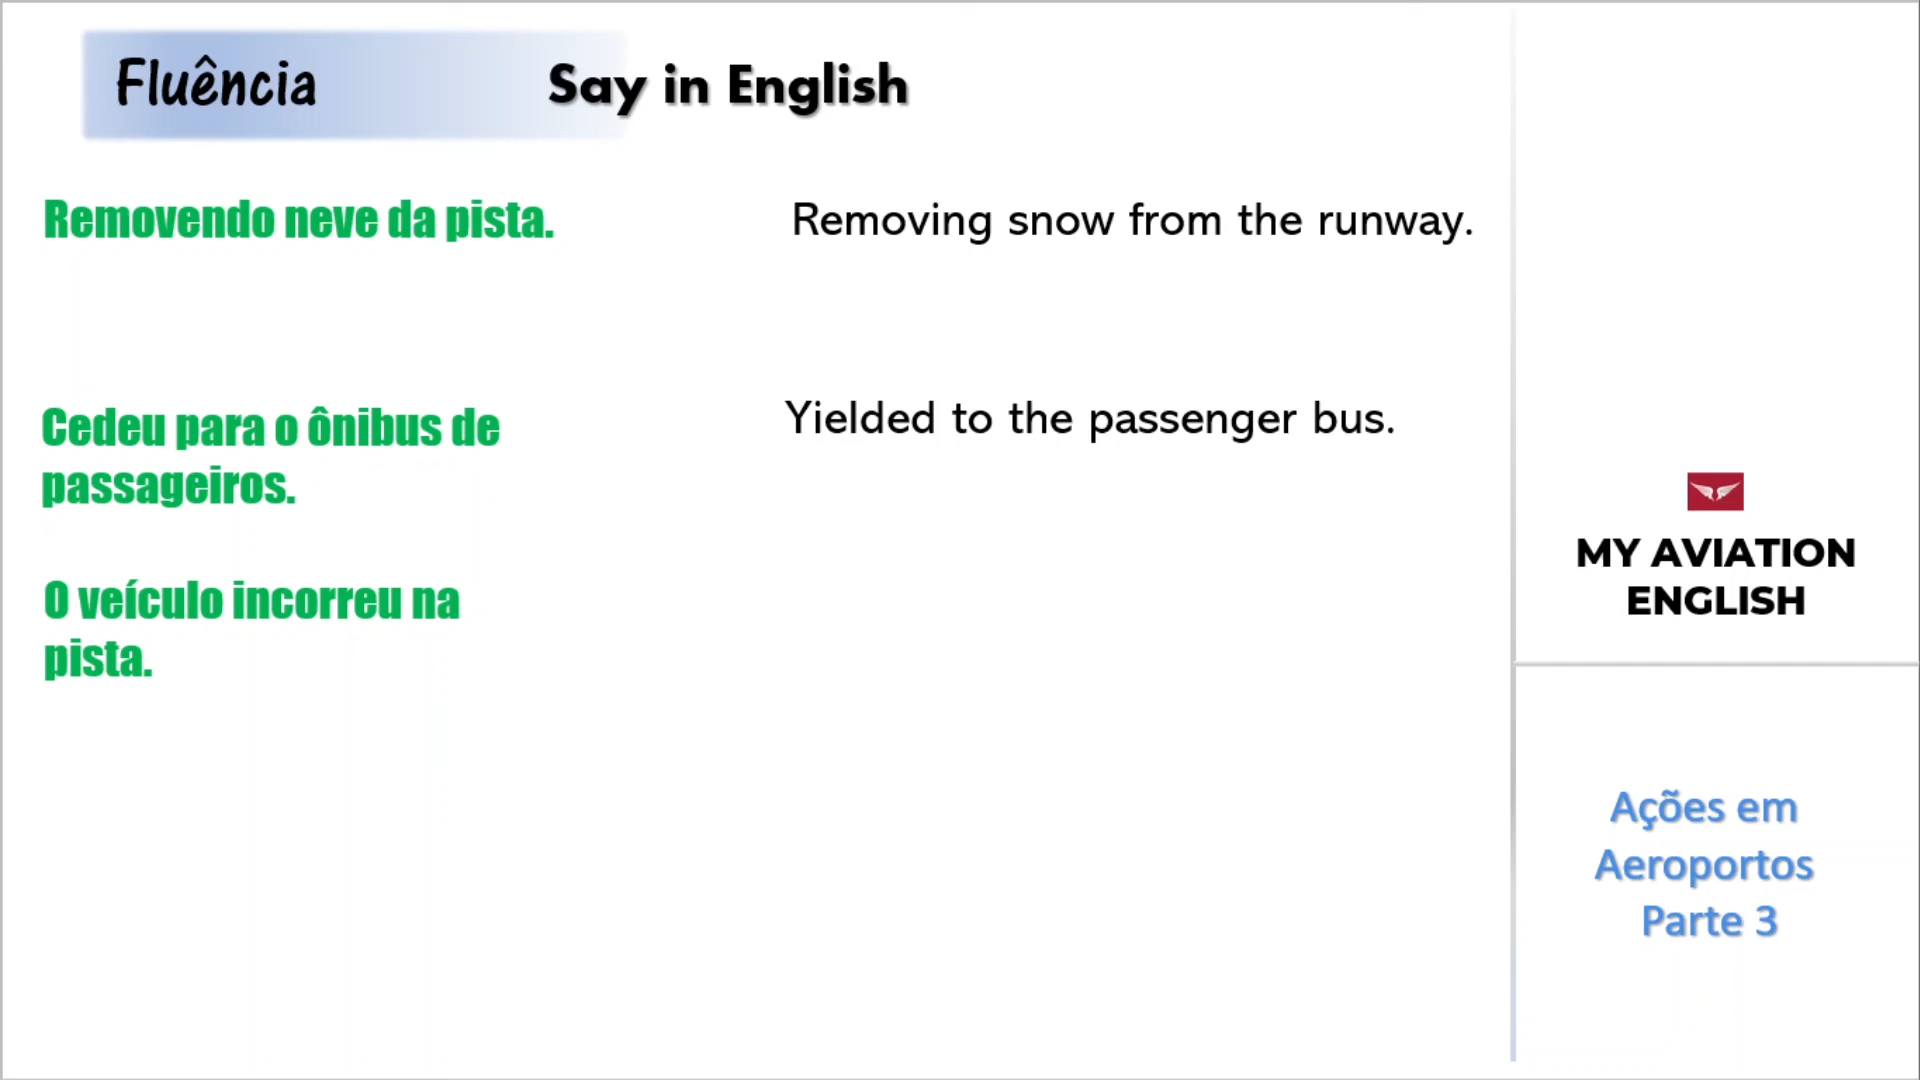 Fluência
Say in English
Removendo neve da pista.
Removing snow from the runway.
Cedeu para o ônibus de
passageiros.
Yielded to the passenger bus.
O veículo incorreu na
pista.
MY AVIATION
ENGLISH
Ações em
Aeroportos
Parte 3